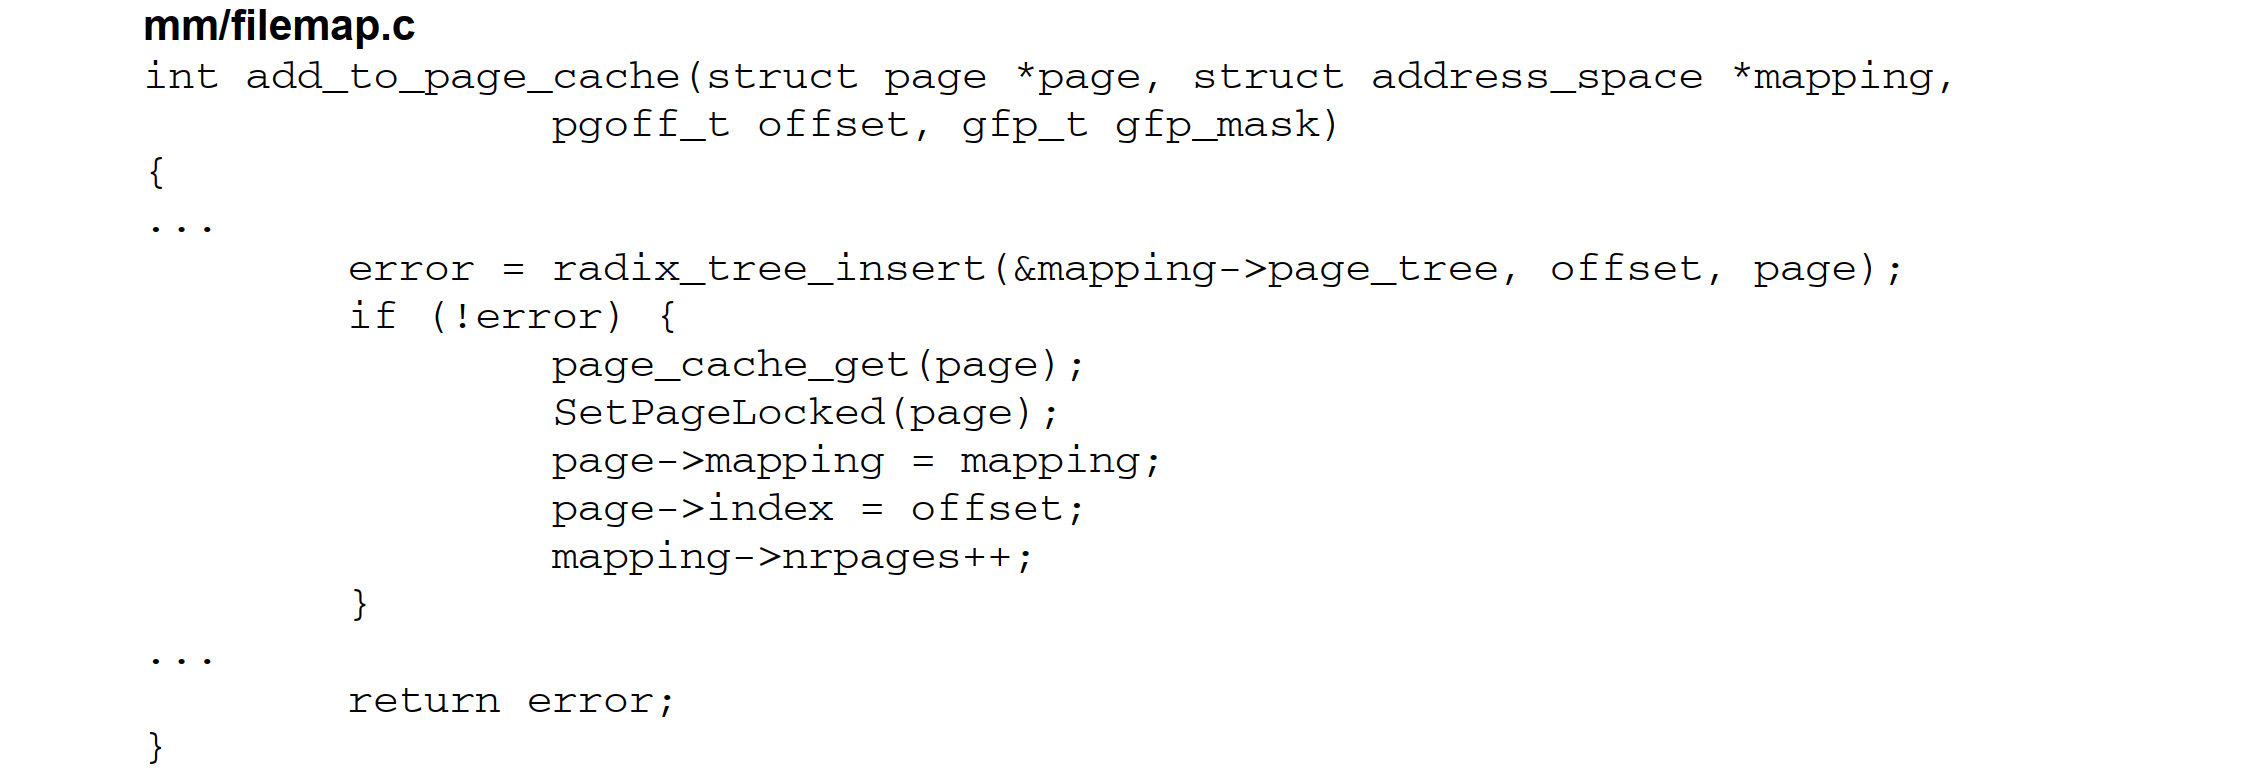 mm/filemap.c
int add_to_page_cache(struct page *page, struct address_space *mapping,
pgoff_t offset, gfp_t gfp_mask)
{
...
error = radix_tree_insert(&mapping->page_tree, offset, page);
if (!error) {
page_cache_get(page);
SetPageLocked(page);
page->mapping = mapping;
page->index = offset;
mapping->nrpages++;
}
...
return error;
}